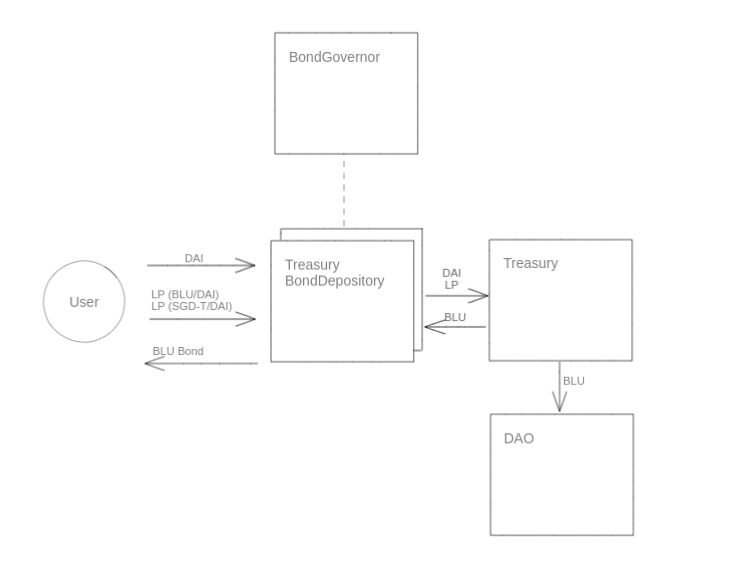 BondGovernor
DAI
LP (BLU/DAI)
LP (SGD-T/DAI)
BLU Bond
User
Treasury
BondDepository
DAI
LP
BLU
Treasury
BLU
DAO